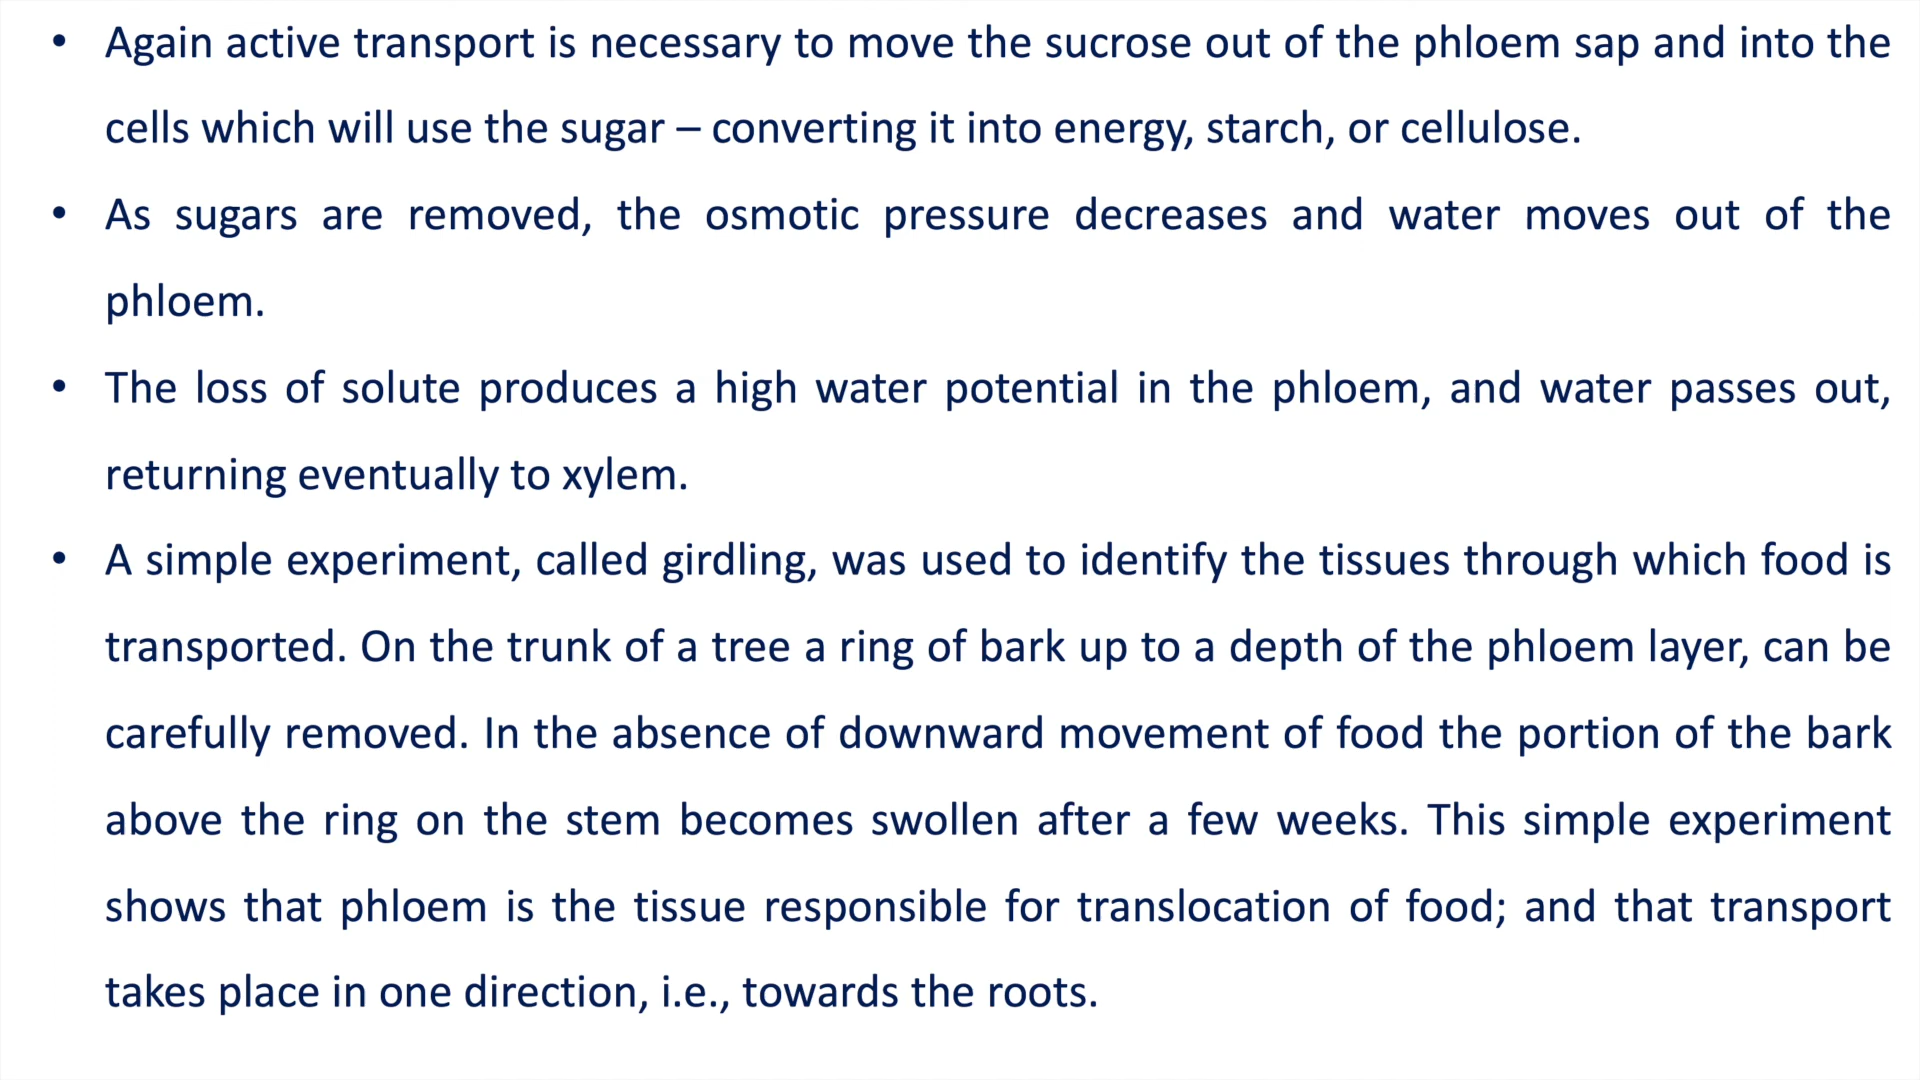 • Again active transport is necessary to move the sucrose out of the phloem sap and into the
cells which will use the sugar – converting it into energy, starch, or cellulose.
• As sugars are removed, the osmotic pressure decreases and water moves out of the
phloem.
• The loss of solute produces a high water potential in the phloem, and water passes out,
returning eventually to xylem.
• A simple experiment, called girdling, was used to identify the tissues through which food is
transported. On the trunk of a tree a ring of bark up to a depth of the phloem layer, can be
carefully removed. In the absence of downward movement of food the portion of the bark
above the ring on the stem becomes swollen after a few weeks. This simple experiment
shows that phloem is the tissue responsible for translocation of food; and that transport
takes place in one direction, i.e., towards the roots.